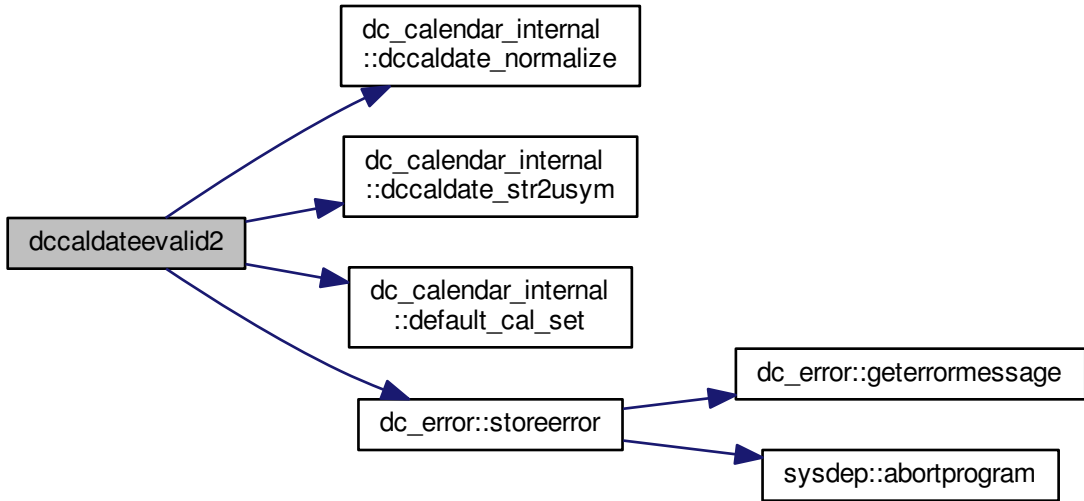 dc_calendar_internal
::dccaldate_normalize
dc_calendar_internal
::dccaldate_str2usym
dccaldateevalid2
dc_calendar_internal
::default_cal_set
dc_error::geterrormessage
dc_error::storeerror
sysdep::abortprogram